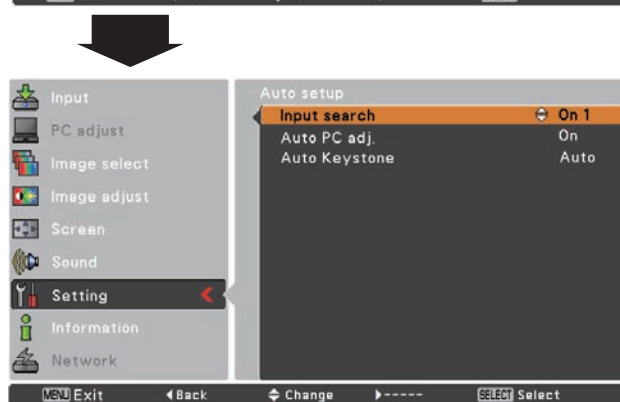 Input
PC adjust
Image select
Image adjust
Screen
Sound
Setting
Information
Network
Auto setup
Input search On 1
Auto PC adj. On
Auto Keystone Auto
MENU Exit Back Change ----- SELECT Select